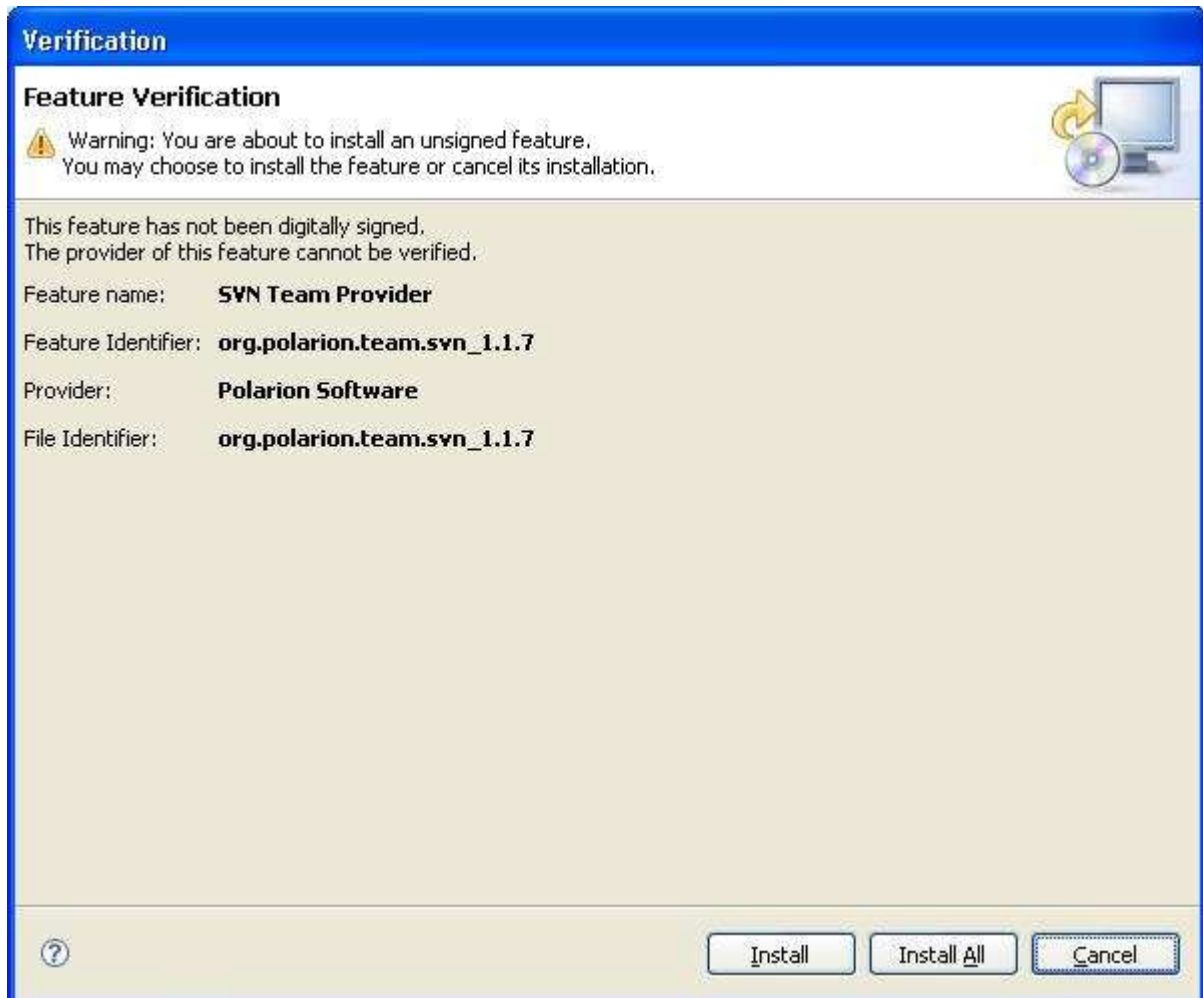 Verification
Feature Verification
Warning: You are about to install an unsigned feature.
You may choose to install the feature or cancel its installation.
This feature has not been digitally signed.
The provider of this feature cannot be verified.
Feature name: SVN Team Provider
Feature Identifier: org.polarion.team.svn_1.1.7
Provider: Polarion Software
File Identifier: org.polarion.team.svn_1.1.7
? Install Install All Cancel